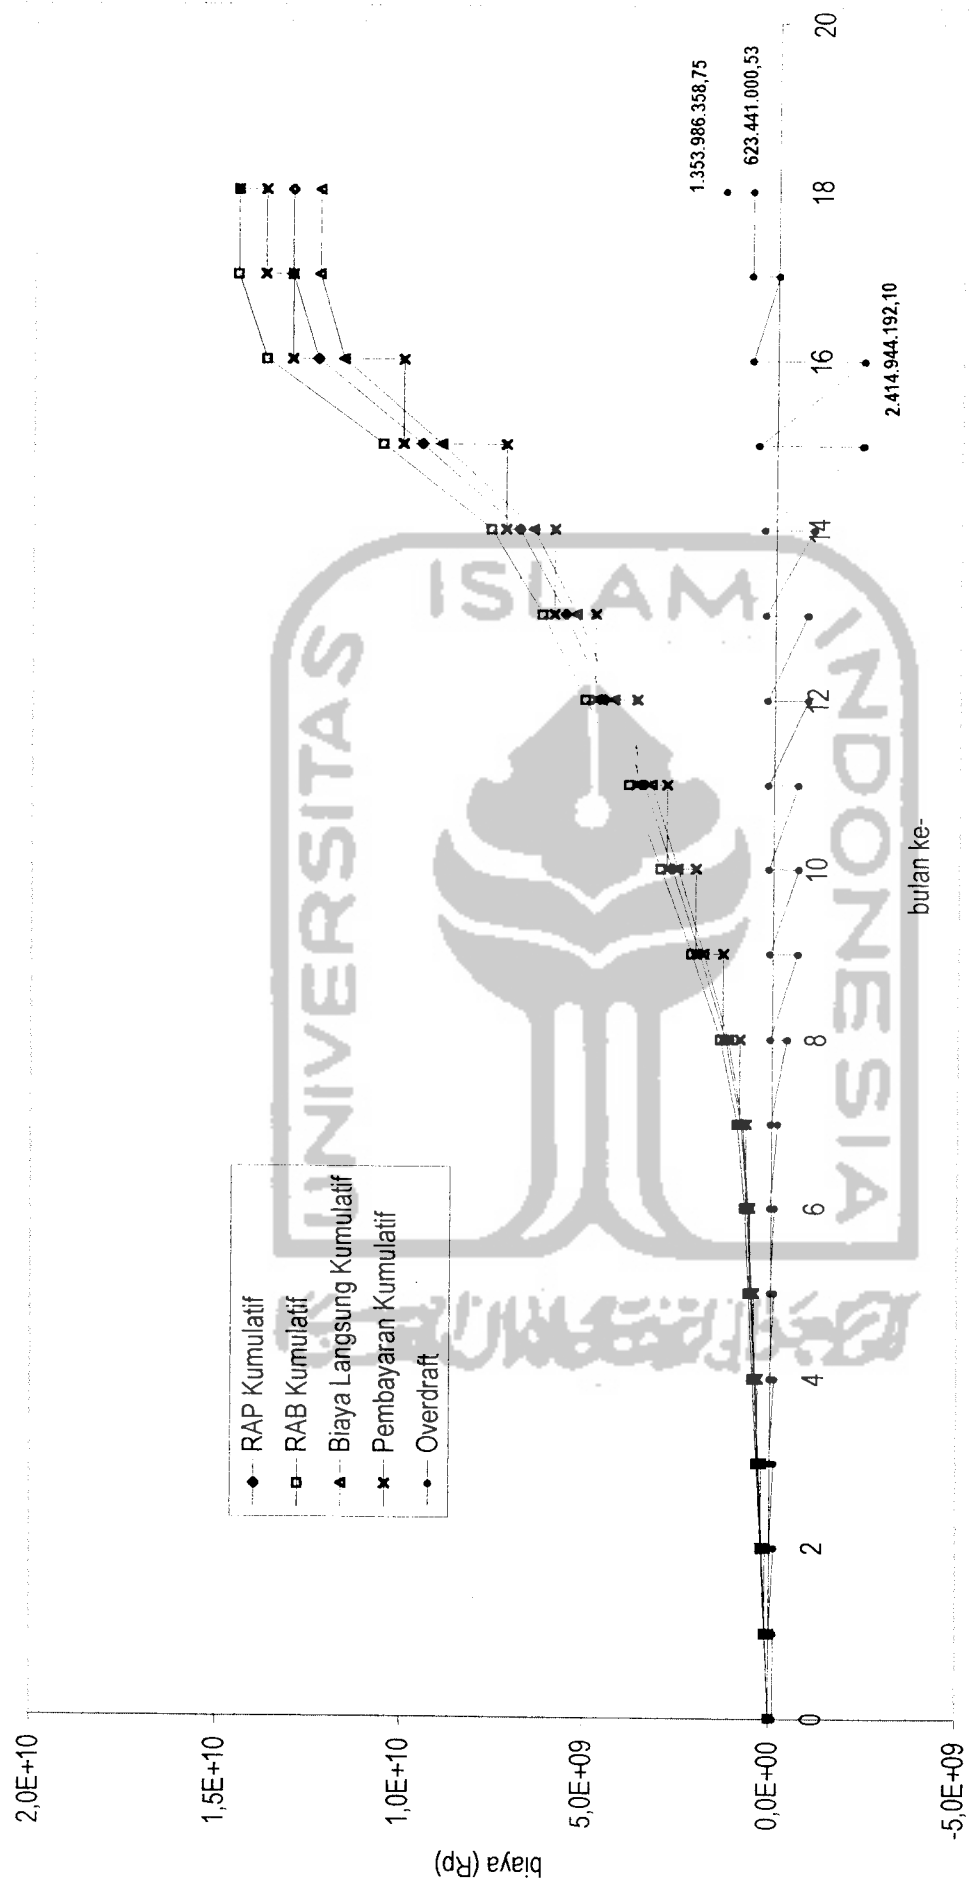 2,0E+10
1,5E+10
1,0E+10
5,0E+09
0,0E+00
-5,0E+09
biaya (Rp)
RAP Kumulatif
RAB Kumulatif
Biaya Langsung Kumulatif
Pembayaran Kumulatif
Overdraft
0
2
4
6
8
10
12
14
16
18
20
bulan ke-
1.353.986.358,75
623.441.000,53
2.414.944.192,10
UNIVERSITAS
ISLAM
INDONESIA